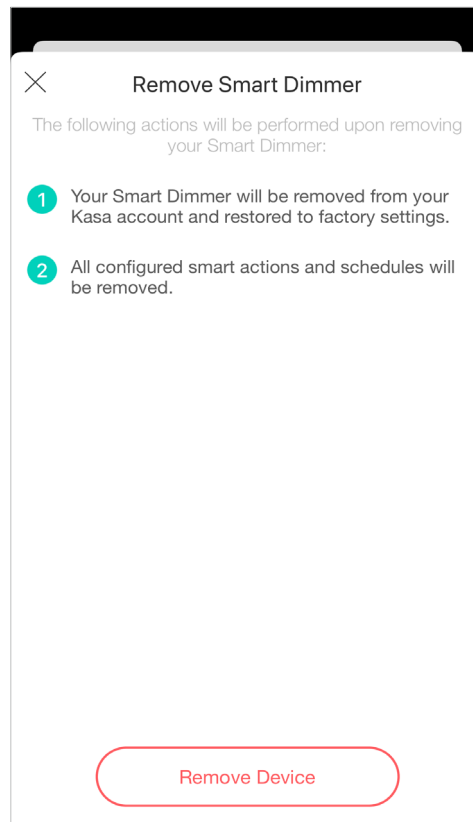 Remove Smart Dimmer
The following actions will be performed upon removing
your Smart Dimmer:
1 Your Smart Dimmer will be removed from your
Kasa account and restored to factory settings.
2 All configured smart actions and schedules will
be removed.
Remove Device